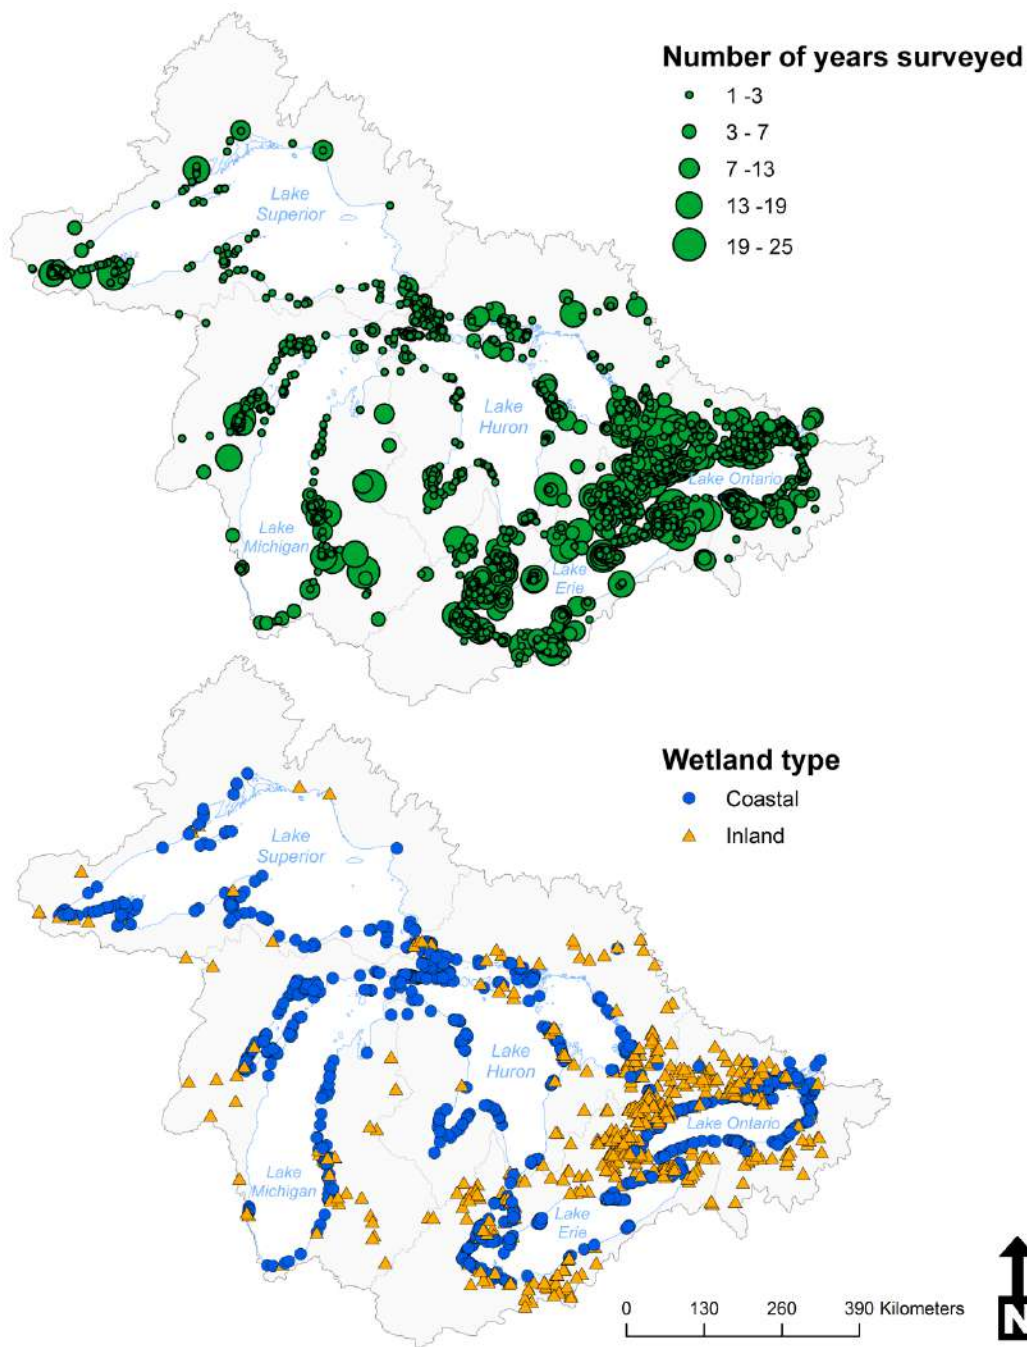 Number of years surveyed
1 -3
3 - 7
7 -13
13 -19
19 - 25
Lake
Superior
Lake
Huron
Lake Ontario
Lake
Michigan
Lake
Erie
Wetland type
Coastal
Inland
Lake
Superior
Lake
Huron
Lake Ontario
Lake
Michigan
Lake
Erie
0 130 260 390 Kilometers
N